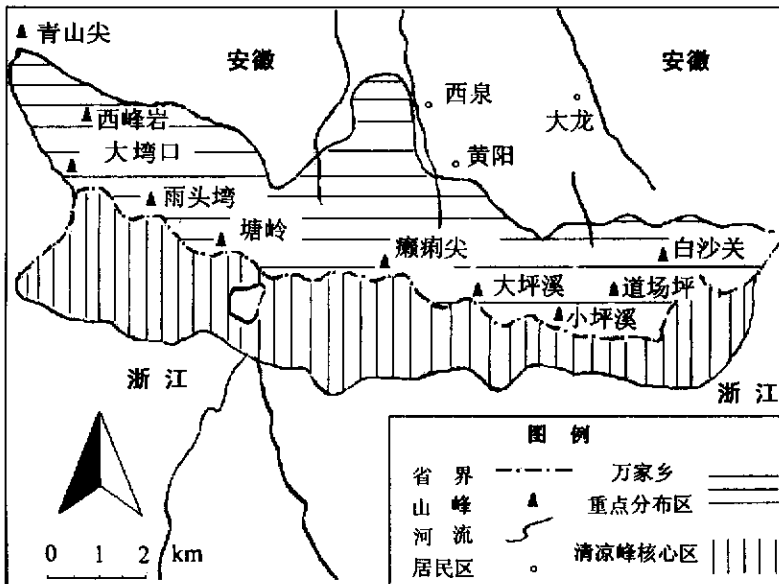 青山尖
安徽
安徽
西峰岩
西泉
大龙
大塆口
黄阳
雨头塆
塘岭
癞痢尖
白沙关
大坪溪
道场坪
小坪溪
浙江
浙江
图例
省界
万家乡
山峰
重点分布区
河流
居民区
清凉峰核心区
0 1 2 km